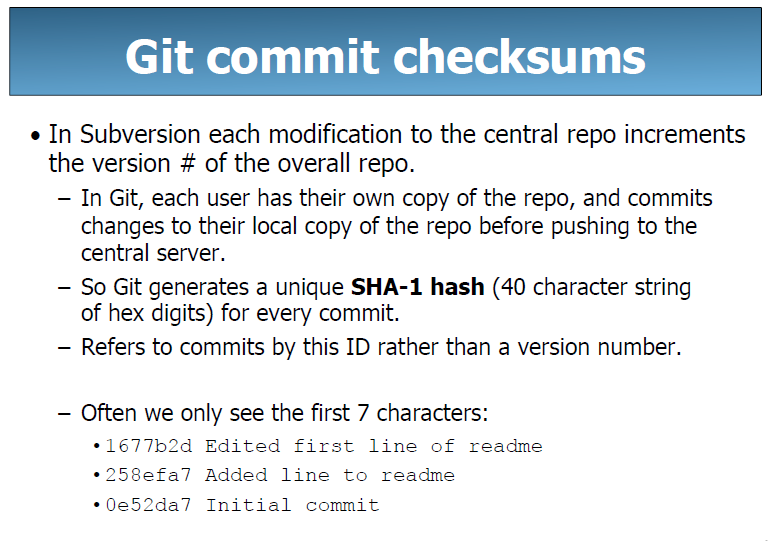 Git commit checksums
• In Subversion each modification to the central repo increments
the version # of the overall repo.
– In Git, each user has their own copy of the repo, and commits
changes to their local copy of the repo before pushing to the
central server.
– So Git generates a unique SHA-1 hash (40 character string
of hex digits) for every commit.
– Refers to commits by this ID rather than a version number.
– Often we only see the first 7 characters:
• 1677b2d Edited first line of readme
• 258efa7 Added line to readme
• 0e52da7 Initial commit